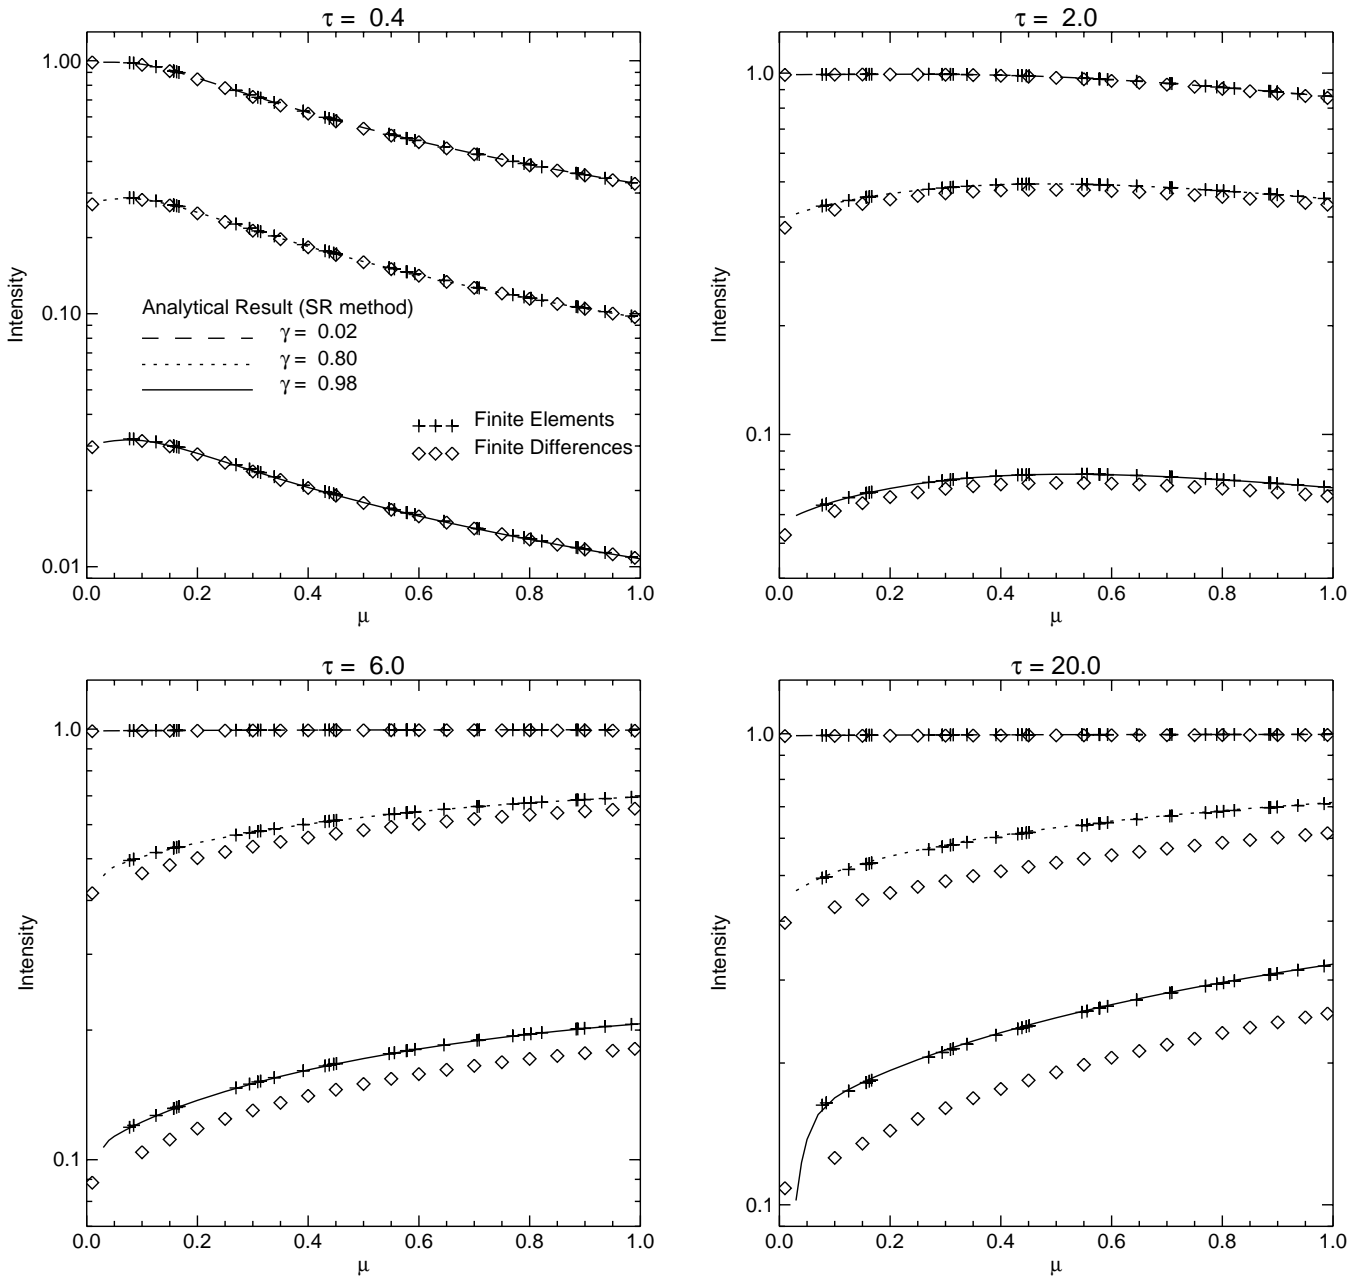 τ = 0.4
1.00
0.10
0.01
Intensity
Analytical Result (SR method)
γ = 0.02
γ = 0.80
γ = 0.98
Finite Elements
Finite Differences
0.0 0.2 0.4 0.6 0.8 1.0
μ
τ = 2.0
1.0
0.1
Intensity
0.0 0.2 0.4 0.6 0.8 1.0
μ
τ = 6.0
1.0
0.1
Intensity
0.0 0.2 0.4 0.6 0.8 1.0
μ
τ = 20.0
1.0
0.1
Intensity
0.0 0.2 0.4 0.6 0.8 1.0
μ